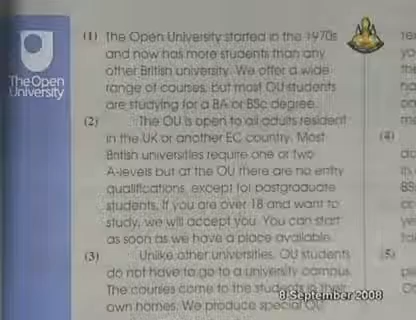 The Open
University
(1) The Open University started in the 1970s
and now has more students than any
other British university. We offer a wide
range of courses, but most OU students
are studying for a BA or BSc degree.
(2) The OU is open to all adults resident
in the UK or another EC country. Most
British universities require one or two
A-levels but at the OU there are no entry
qualifications, except for postgraduate
students. If you are over 18 and want to
study, we will accept you. You can start
as soon as we have a place available.
(3) Unlike other universities, OU students
do not have to go to a university campus.
The courses come to the students in their
own homes. We produce special OU
8 September 2008
(4)
5)